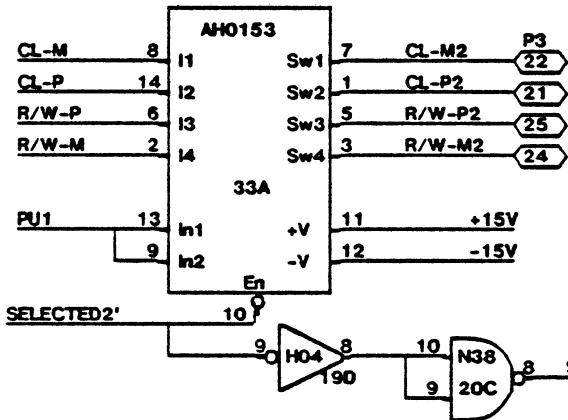 AH0153
P3
CL-M 8 I1 Sw1 7 CL-M2 22
CL-P 14 I2 Sw2 1 CL-P2 21
R/W-P 6 I3 Sw3 5 R/W-P2 25
R/W-M 2 I4 Sw4 3 R/W-M2 24
33A
PU1 13 In1 +V 11 +15V
9 In2 -V 12 -15V
En
SELECTED2' 10
9 H04 8 10 N38 8
19D 9 20C